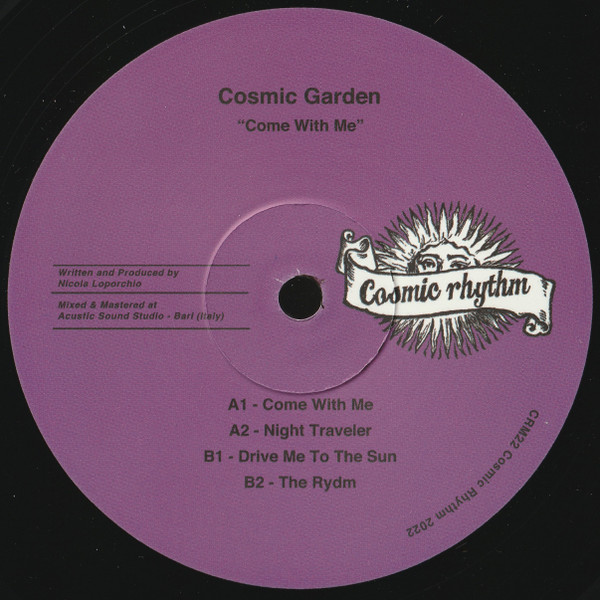 Cosmic Garden
“Come With Me”
Written and Produced by
Nicola Loporchio
Mixed & Mastered at
Acustic Sound Studio - Bari (Italy)
Cosmic rhythm
A1 - Come With Me
A2 - Night Traveler
B1 - Drive Me To The Sun
B2 - The Rydm
CRM22 Cosmic Rhythm 2022